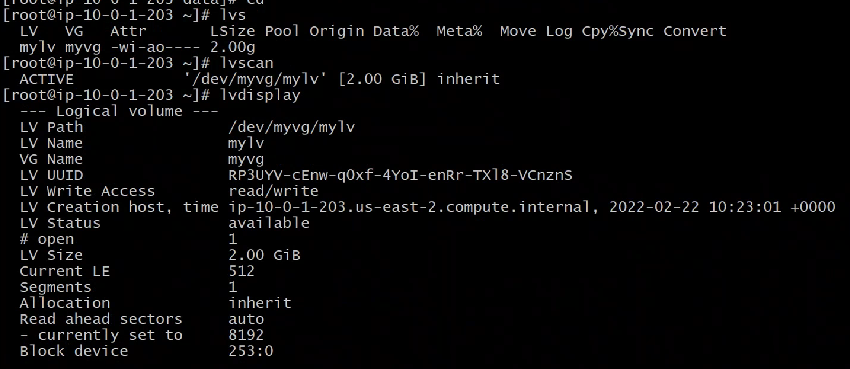 [root@ip-10-0-1-203 data]# cd
[root@ip-10-0-1-203 ~]# lvs
  LV   VG   Attr       LSize Pool Origin Data%  Meta%  Move Log Cpy%Sync Convert
  mylv myvg -wi-ao---- 2.00g
[root@ip-10-0-1-203 ~]# lvscan
  ACTIVE            '/dev/myvg/mylv' [2.00 GiB] inherit
[root@ip-10-0-1-203 ~]# lvdisplay
  --- Logical volume ---
  LV Path                /dev/myvg/mylv
  LV Name                mylv
  VG Name                myvg
  LV UUID                RP3UYV-cEnw-q0xf-4YoI-enRr-TXl8-VCnznS
  LV Write Access        read/write
  LV Creation host, time ip-10-0-1-203.us-east-2.compute.internal, 2022-02-22 10:23:01 +0000
  LV Status              available
  # open                 1
  LV Size                2.00 GiB
  Current LE             512
  Segments               1
  Allocation             inherit
  Read ahead sectors     auto
  - currently set to     8192
  Block device           253:0